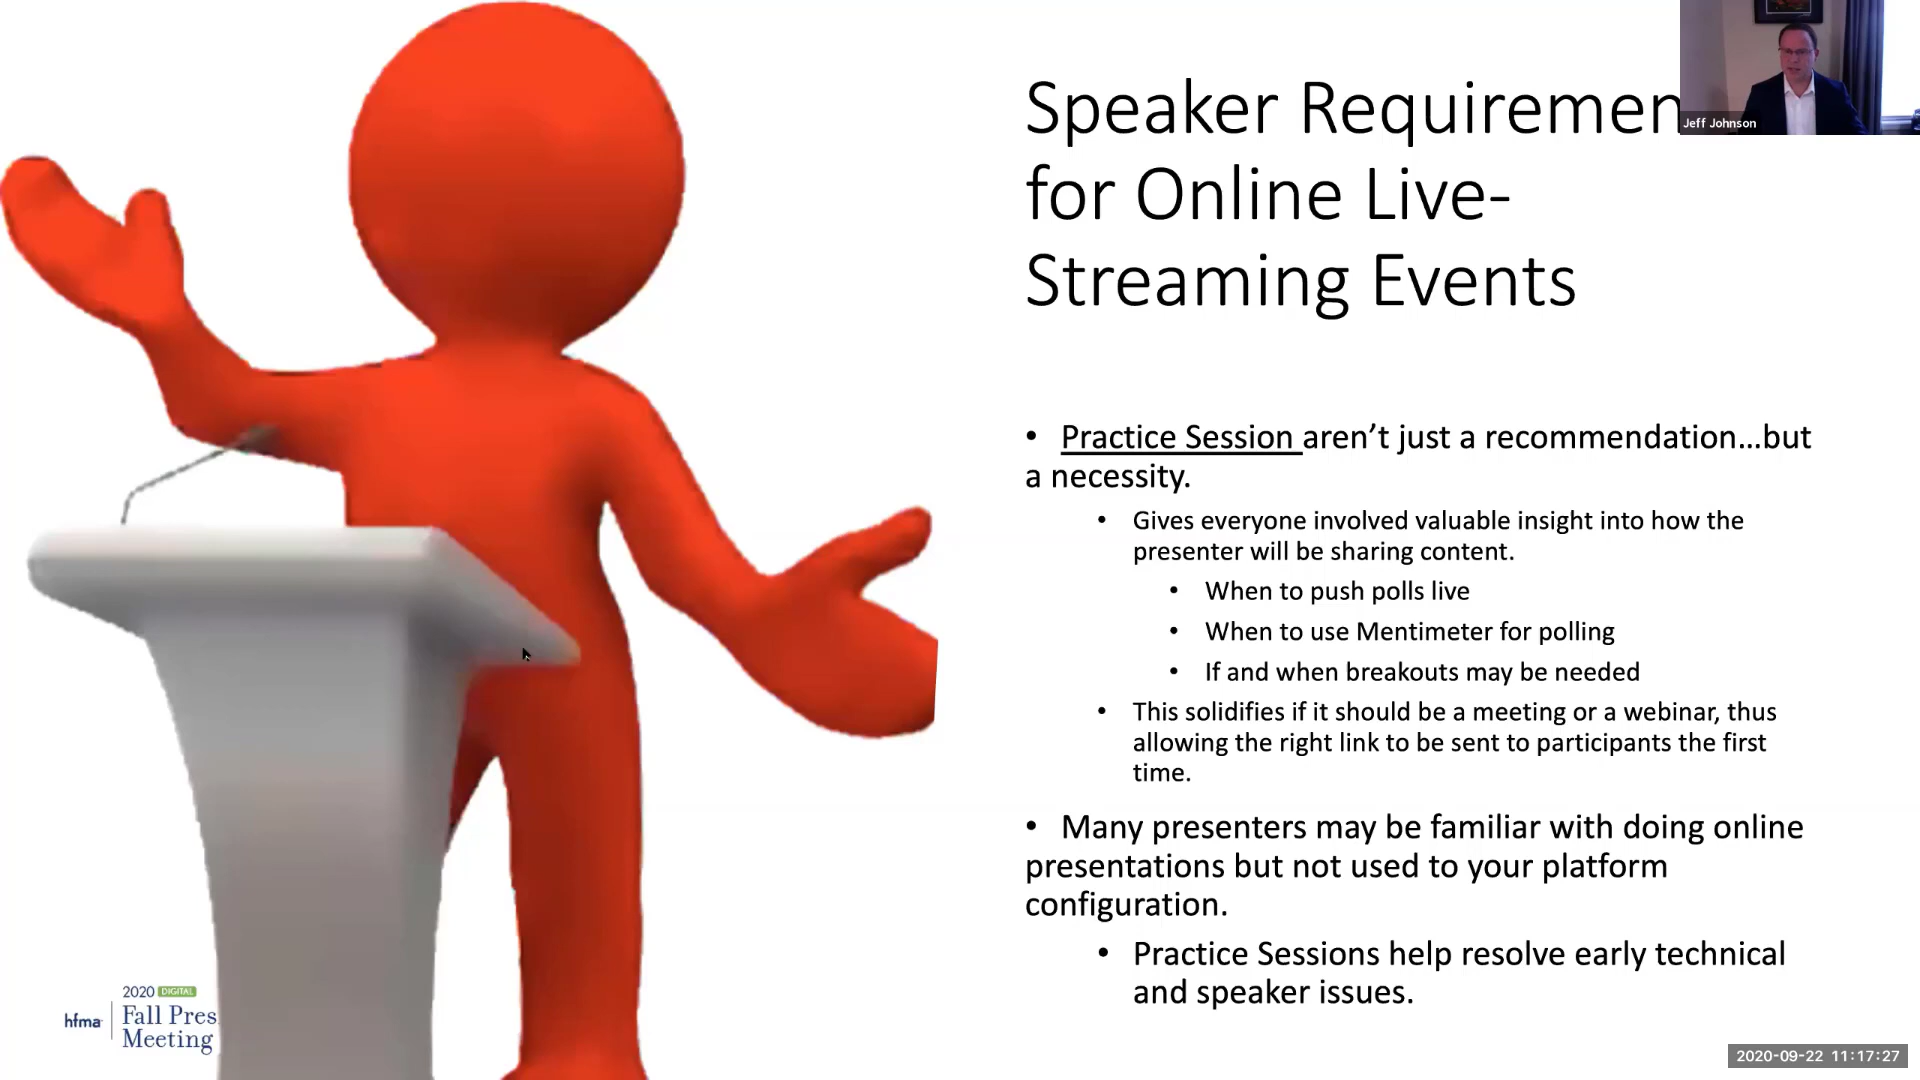 Speaker Requiremen
for Online Live-
Streaming Events
Jeff Johnson
• Practice Session aren’t just a recommendation…but
a necessity.
• Gives everyone involved valuable insight into how the
presenter will be sharing content.
• When to push polls live
• When to use Mentimeter for polling
• If and when breakouts may be needed
• This solidifies if it should be a meeting or a webinar, thus
allowing the right link to be sent to participants the first
time.
• Many presenters may be familiar with doing online
presentations but not used to your platform
configuration.
• Practice Sessions help resolve early technical
and speaker issues.
2020 DIGITAL
hfma
Fall Pres
Meeting
2020-09-22 11:17:27